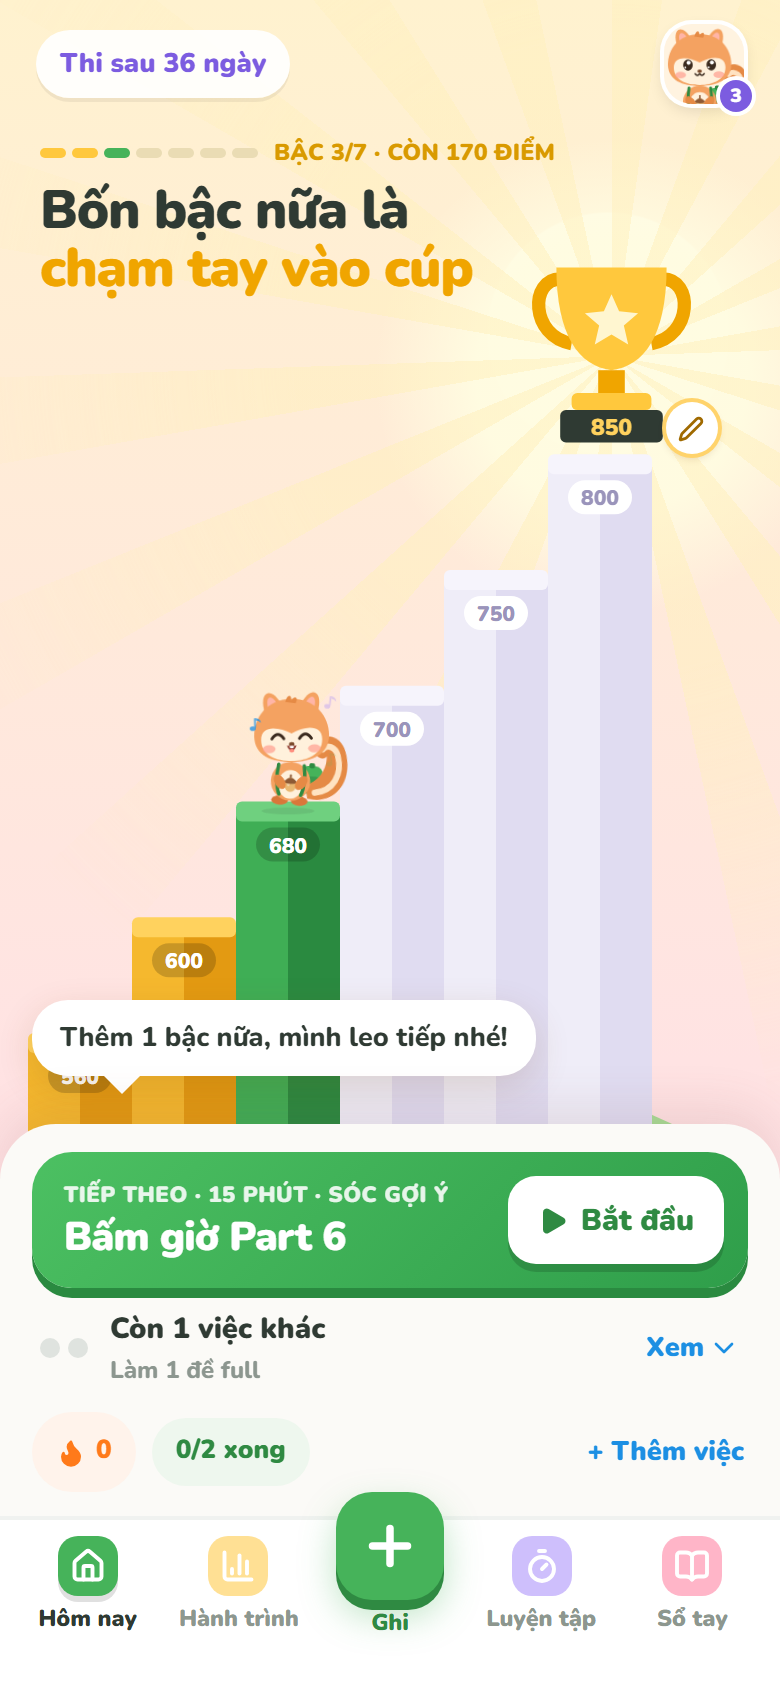 Thi sau 36 ngày
3
BẬC 3/7 · CÒN 170 ĐIỂM
Bốn bậc nữa là
chạm tay vào cúp
850
800
750
700
680
600
Thêm 1 bậc nữa, mình leo tiếp nhé!
560
TIẾP THEO · 15 PHÚT · SÓC GỢI Ý
Bấm giờ Part 6
Bắt đầu
Còn 1 việc khác
Làm 1 đề full
Xem
0
0/2 xong
+ Thêm việc
Hôm nay
Hành trình
Ghi
Luyện tập
Sổ tay